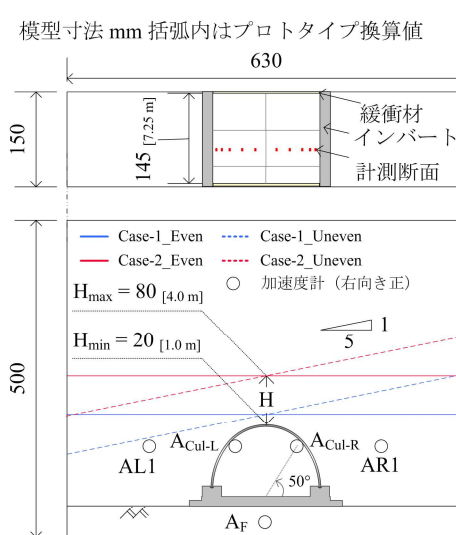 模型寸法 mm 括弧内はプロトタイプ換算値
630
150
145 [7.25 m]
緩衝材
インバート
計測断面
Case-1_Even
Case-1_Uneven
Case-2_Even
Case-2_Uneven
加速度計（右向き正）
Hmax = 80 [4.0 m]
Hmin = 20 [1.0 m]
1
5
500
H
ACul-L
ACul-R
AL1
AR1
50°
AF